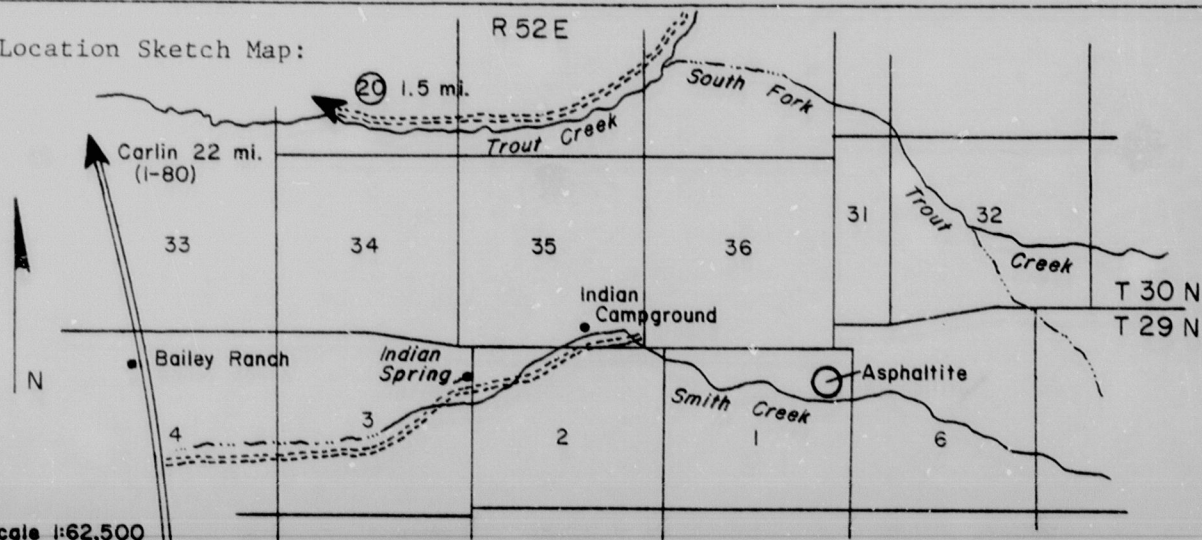 R 52 E
Location Sketch Map:
20 1.5 mi.
South Fork
Trout Creek
Carlin 22 mi.
(I-80)
33
34
35
36
31
Trout
32
Creek
T 30 N
T 29 N
Indian
Campground
Bailey Ranch
Indian
Spring
N
Asphaltite
Smith Creek
4
3
2
1
6
cale 1:62,500